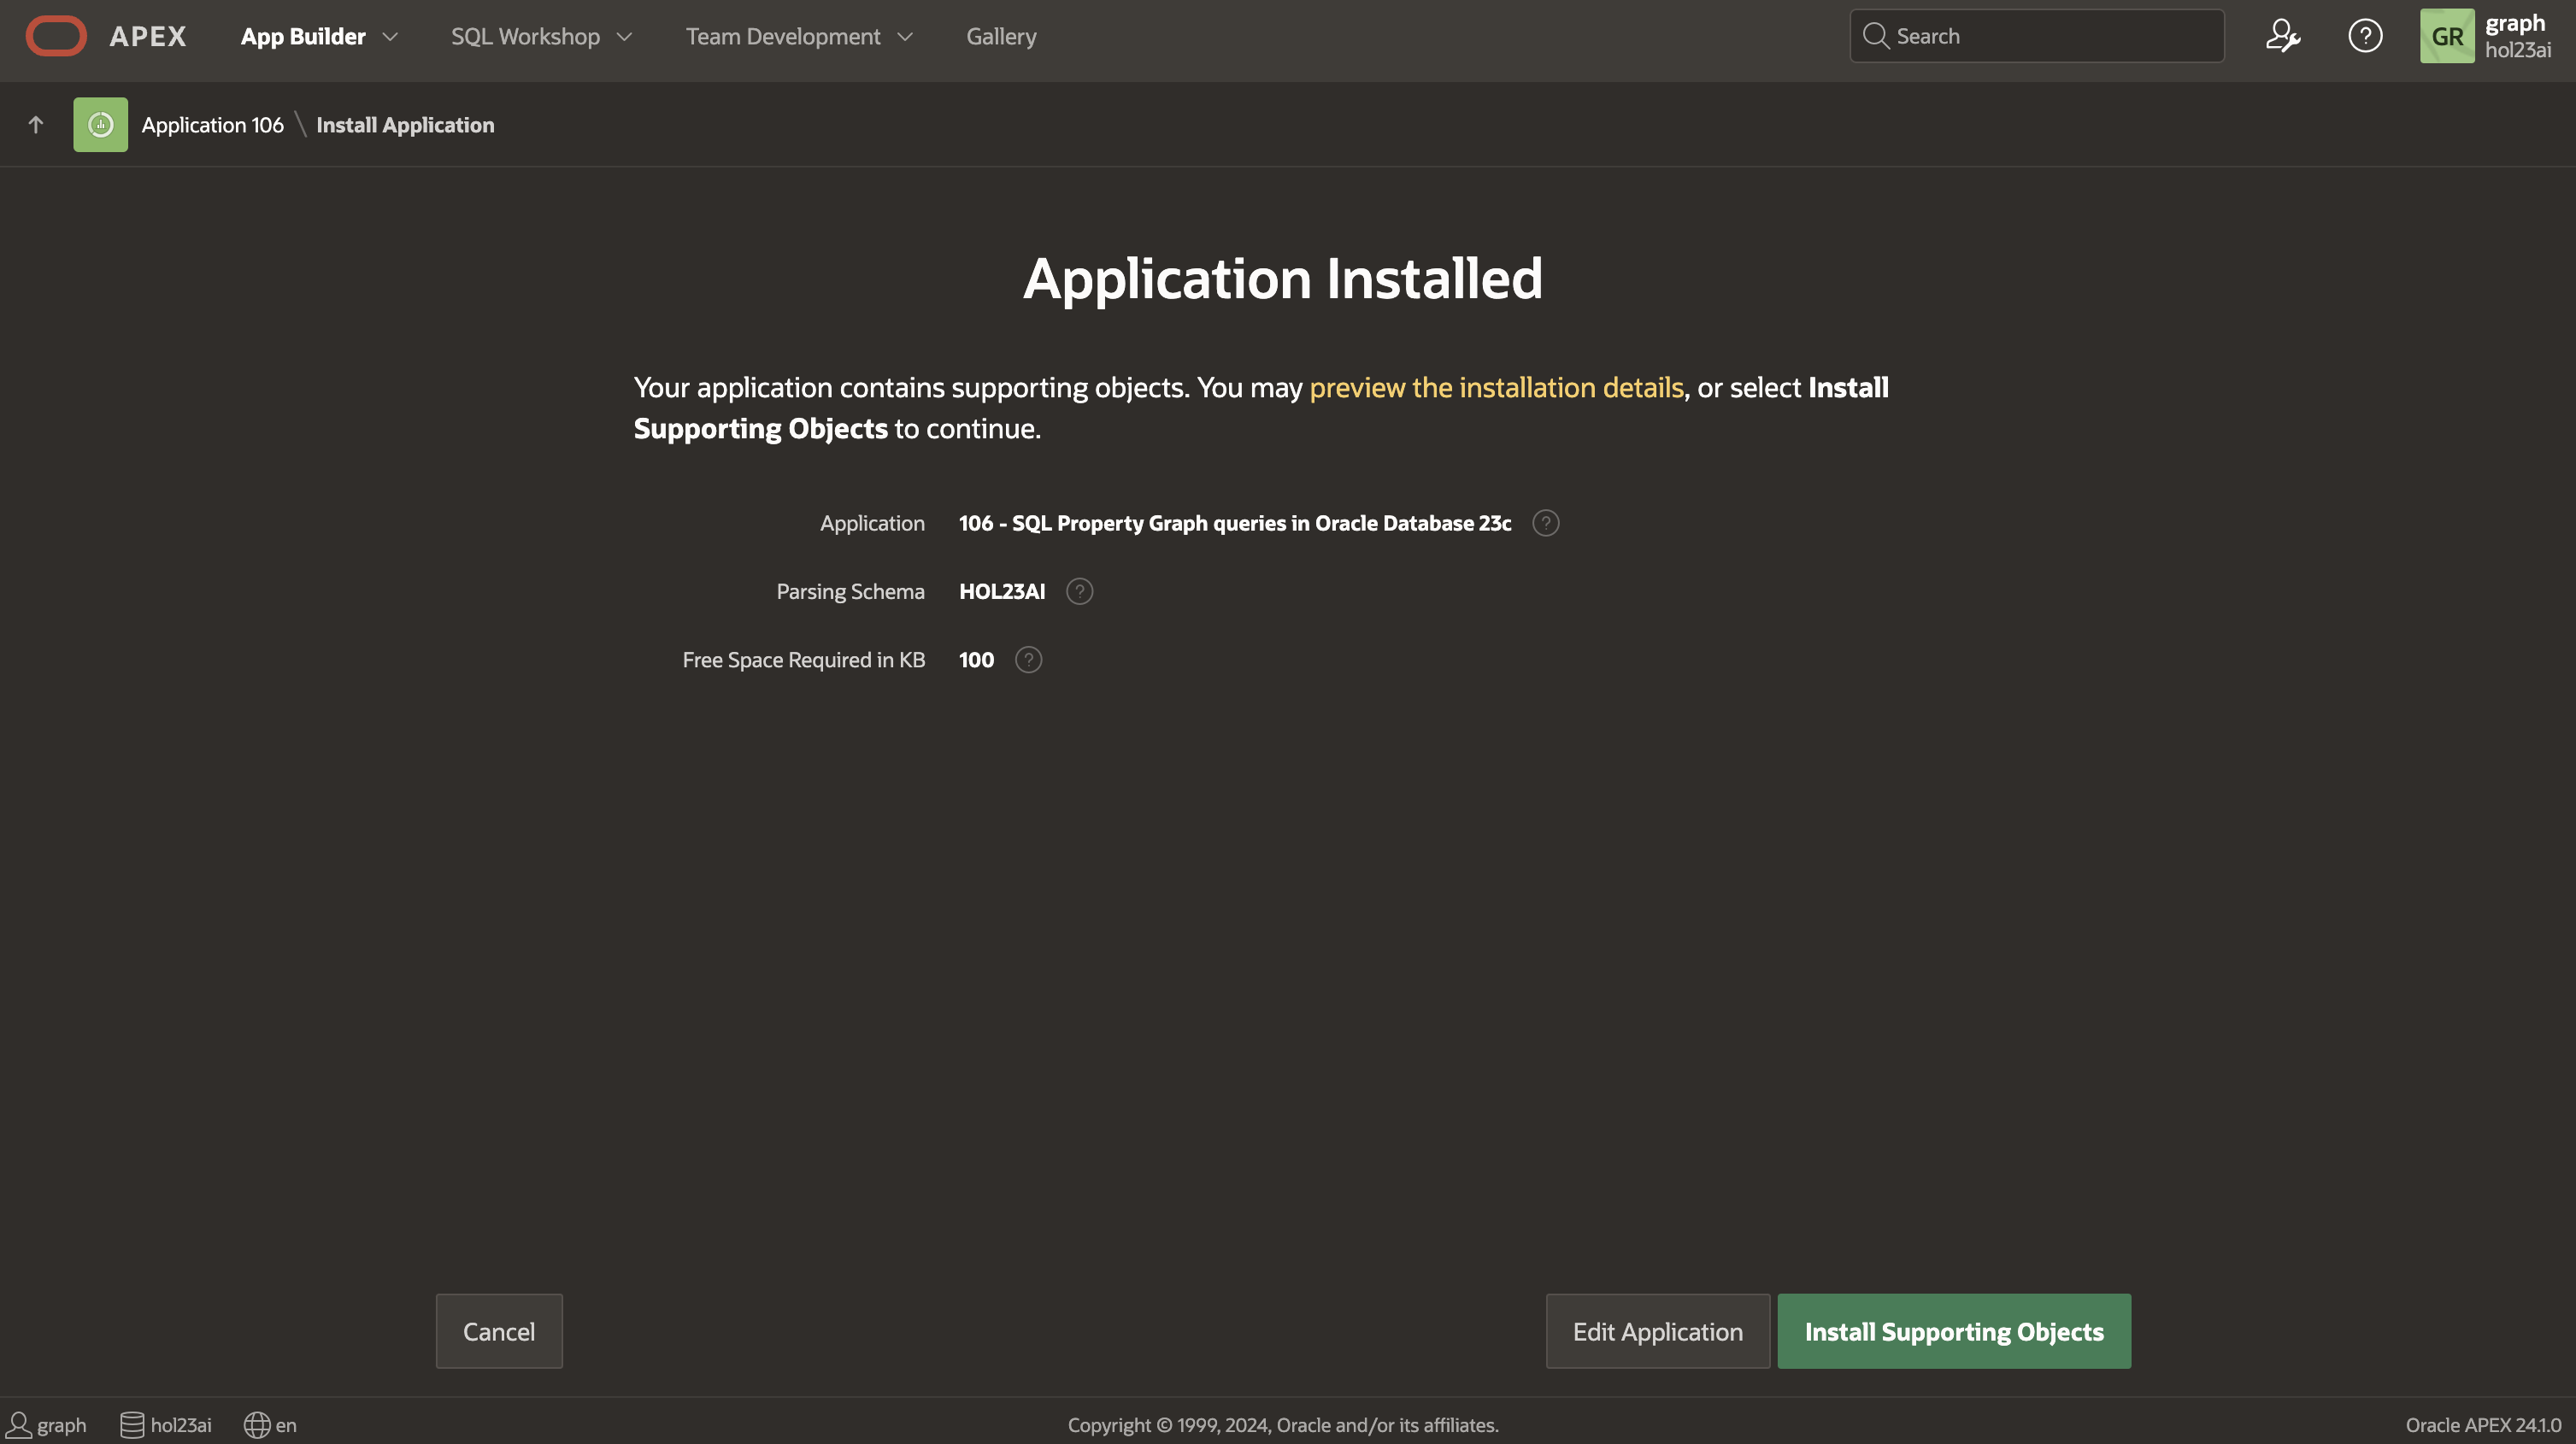 APEX App Builder SQL Workshop Team Development Gallery Search GR graph
hol23ai
Application 106 \ Install Application
Application Installed
Your application contains supporting objects. You may preview the installation details, or select Install
Supporting Objects to continue.
Application 106 - SQL Property Graph queries in Oracle Database 23c ?
Parsing Schema HOL23AI ?
Free Space Required in KB 100 ?
Cancel Edit Application Install Supporting Objects
graph hol23ai en Copyright © 1999, 2024, Oracle and/or its affiliates. Oracle APEX 24.1.0